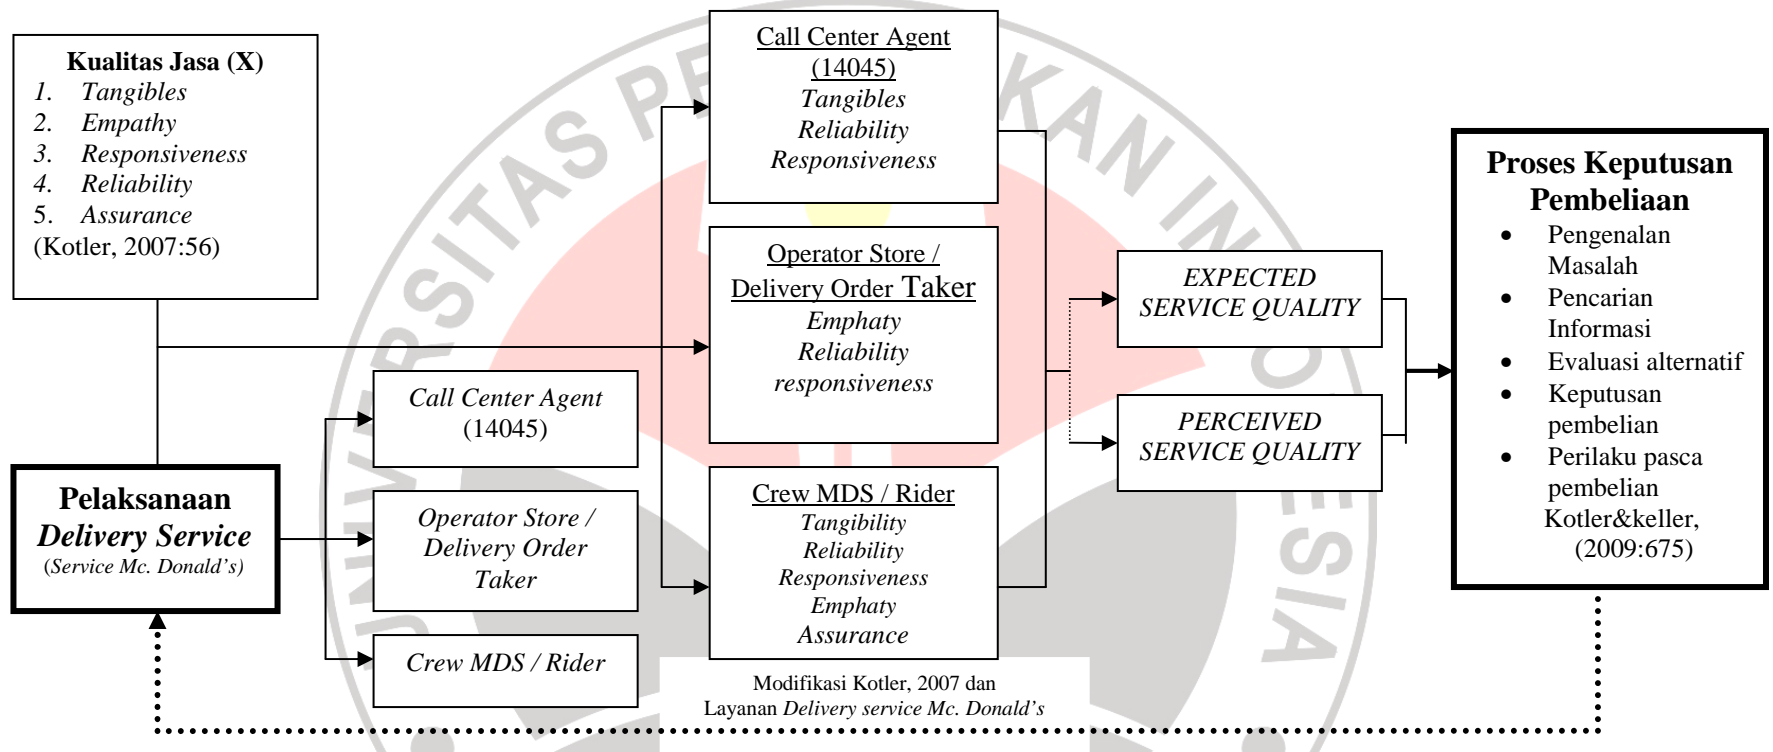 Kualitas Jasa (X)
1. Tangibles
2. Empathy
3. Responsiveness
4. Reliability
5. Assurance
(Kotler, 2007:56)
Pelaksanaan
Delivery Service
(Service Mc. Donald's)
Call Center Agent
(14045)
Operator Store /
Delivery Order
Taker
Crew MDS / Rider
Call Center Agent
(14045)
Tangibles
Reliability
Responsiveness
Operator Store /
Delivery Order Taker
Emphaty
Reliability
responsiveness
Crew MDS / Rider
Tangibility
Reliability
Responsiveness
Emphaty
Assurance
Modifikasi Kotler, 2007 dan
Layanan Delivery service Mc. Donald's
EXPECTED
SERVICE QUALITY
PERCEIVED
SERVICE QUALITY
Proses Keputusan
Pembeliaan
• Pengenalan
Masalah
• Pencarian
Informasi
• Evaluasi alternatif
• Keputusan
pembelian
• Perilaku pasca
pembelian
Kotler&keller,
(2009:675)
UNIVERSITAS